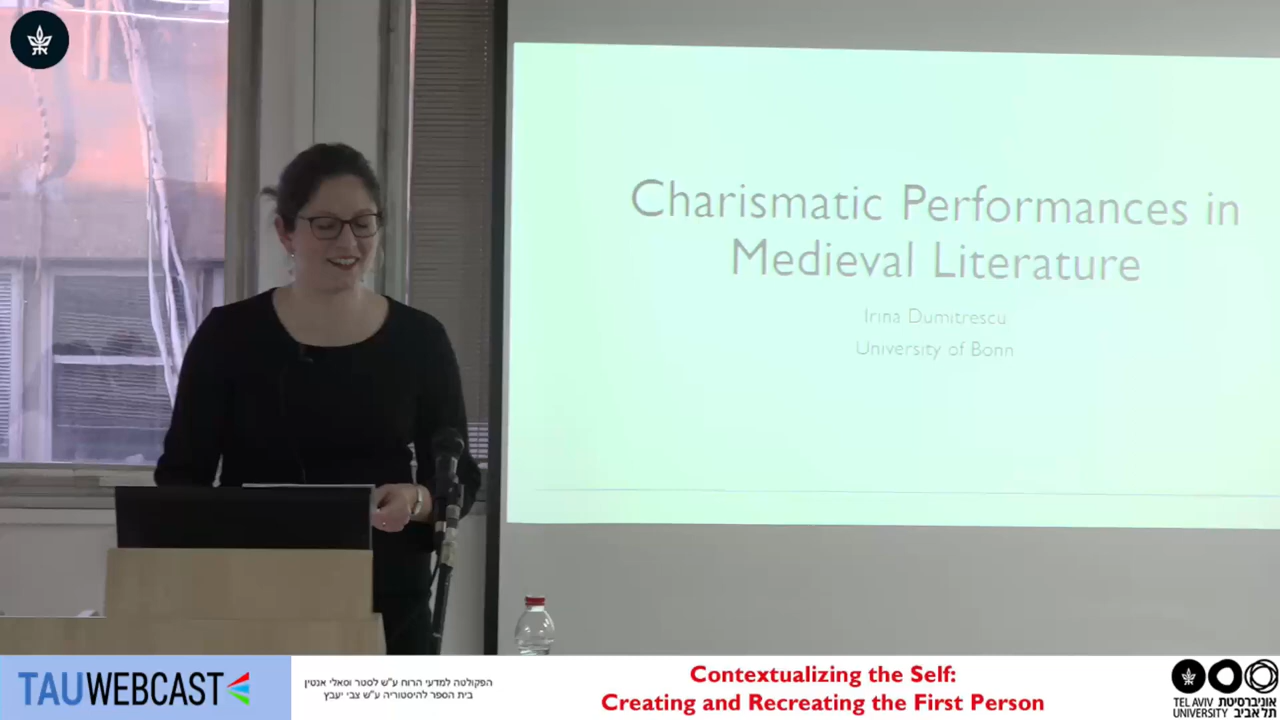 Charismatic Performances in
Medieval Literature
Irina Dumitrescu
University of Bonn
TAUWEBCAST
הפקולטה למדעי הרוח ע"ש לסטר וסאלי אנטין
בית הספר להיסטוריה ע"ש צבי יעבץ
Contextualizing the Self:
Creating and Recreating the First Person
TEL AVIV אוניברסיטת
UNIVERSITY תל אביב